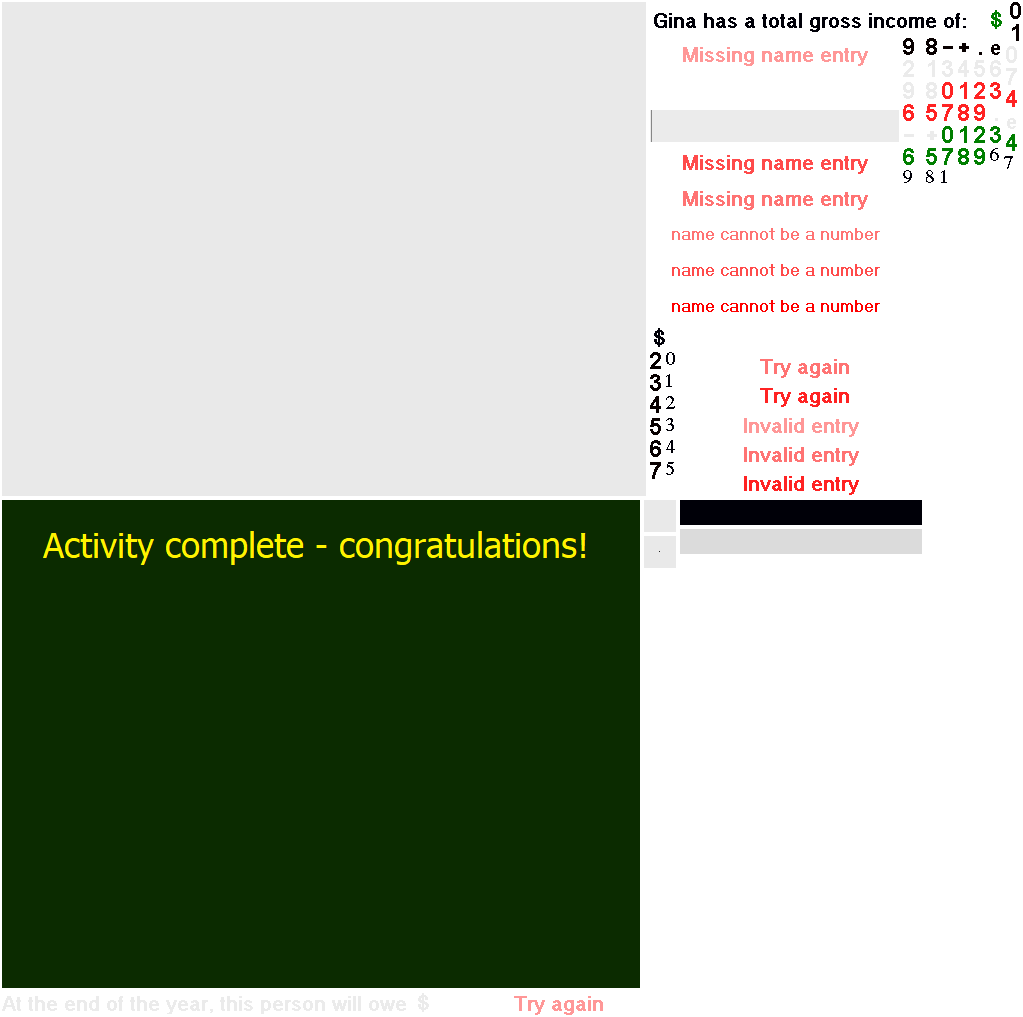 Gina has a total gross income of: $ 0
1
Missing name entry
9 8 - + . e 0
2 1 3 4 5 6 7
9 8 0 1 2 3 4
6 5 7 8 9 . e
- + 0 1 2 3 4
6 5 7 8 9 6 7
9 8 1
Missing name entry
Missing name entry
name cannot be a number
name cannot be a number
name cannot be a number
$
2 0
3 1
4 2
5 3
6 4
7 5
Try again
Try again
Invalid entry
Invalid entry
Invalid entry
Activity complete - congratulations!
.
At the end of the year, this person will owe $
Try again